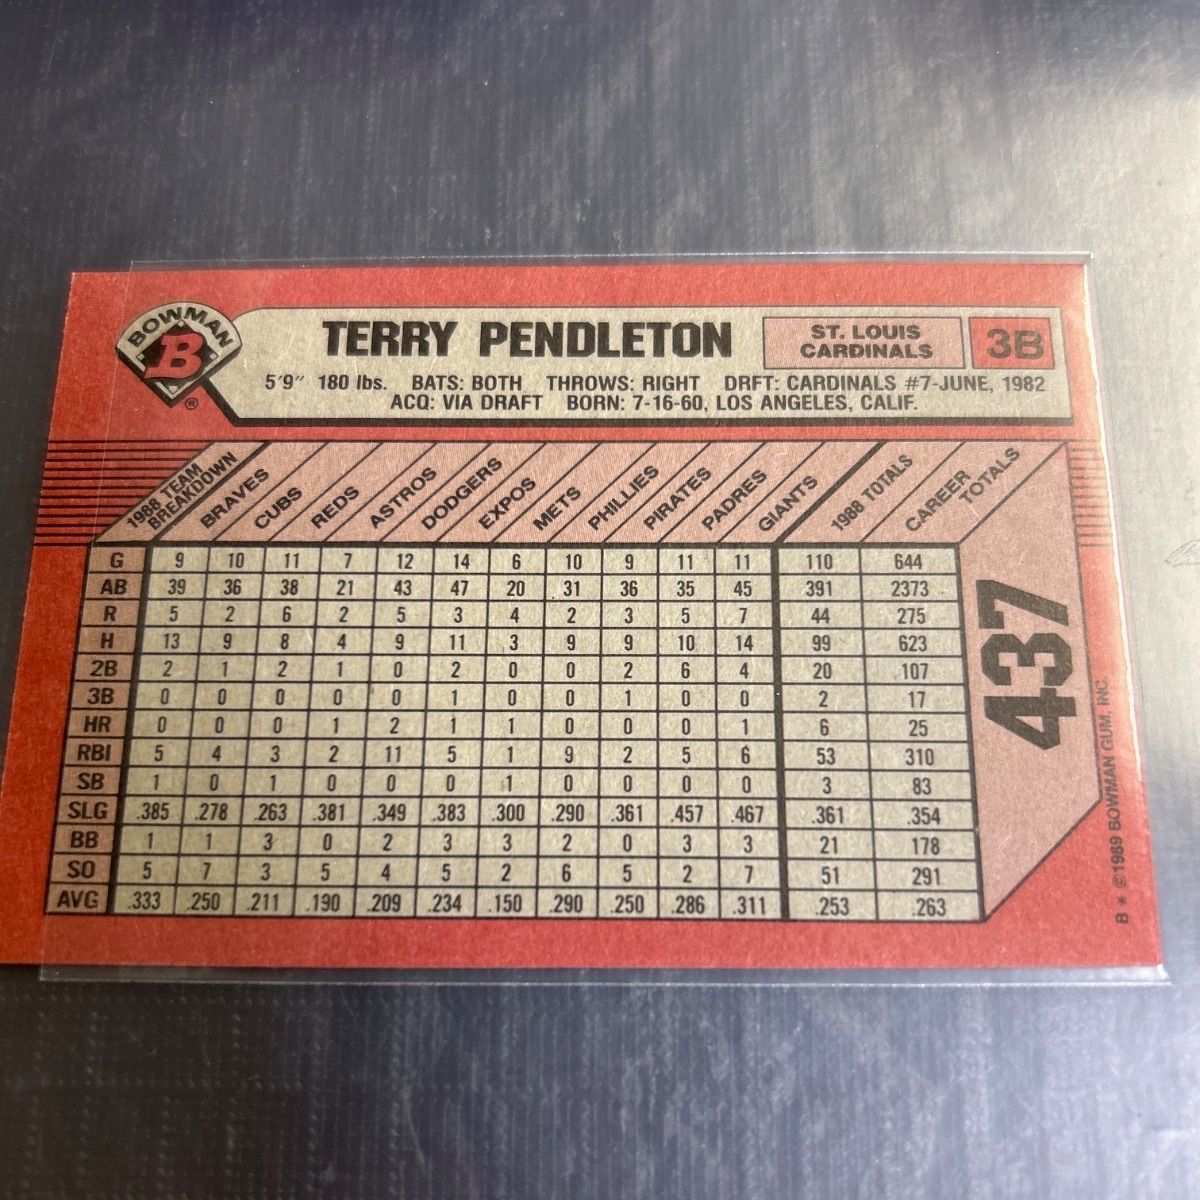 BOWMAN
B
®
TERRY PENDLETON
ST. LOUIS
CARDINALS
3B
5'9" 180 lbs. BATS: BOTH THROWS: RIGHT DRFT: CARDINALS #7-JUNE, 1982
ACQ: VIA DRAFT BORN: 7-16-60, LOS ANGELES, CALIF.
1988 TEAM BREAKDOWN BRAVES CUBS REDS ASTROS DODGERS EXPOS METS PHILLIES PIRATES PADRES GIANTS 1988 TOTALS CAREER TOTALS
G 9 10 11 7 12 14 6 10 9 11 11 110 644
AB 39 36 38 21 43 47 20 31 36 35 45 391 2373
R 5 2 6 2 5 3 4 2 3 5 7 44 275
H 13 9 8 4 9 11 3 9 9 10 14 99 623
2B 2 1 2 1 0 2 0 0 2 6 4 20 107
3B 0 0 0 0 0 1 0 0 1 0 0 2 17
HR 0 0 0 1 2 1 1 0 0 0 1 6 25
RBI 5 4 3 2 11 5 1 9 2 5 6 53 310
SB 1 0 1 0 0 0 1 0 0 0 0 3 83
SLG .385 .278 .263 .381 .349 .383 .300 .290 .361 .457 .467 .361 .354
BB 1 1 3 0 2 3 3 2 0 3 3 21 178
SO 5 7 3 5 4 5 2 6 5 2 7 51 291
AVG .333 .250 .211 .190 .209 .234 .150 .290 .250 .286 .311 .253 .263
437
B * ©1989 BOWMAN GUM, INC.